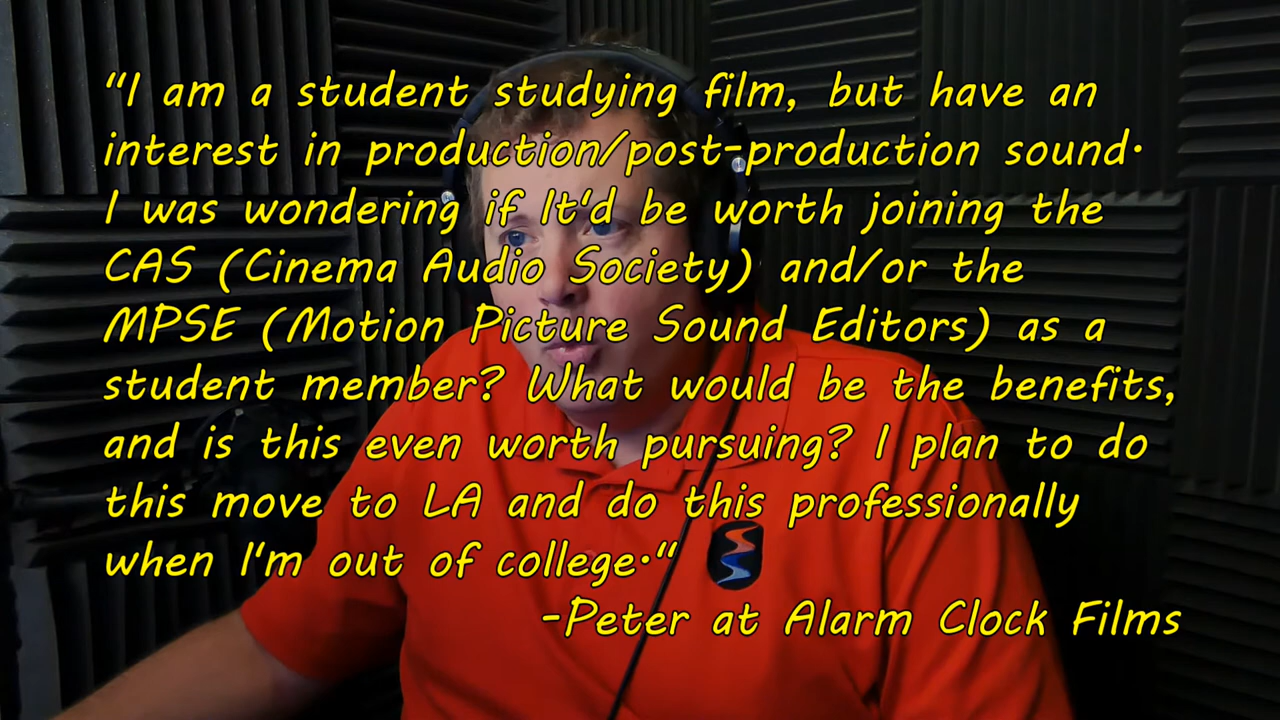 “I am a student studying film, but have an
interest in production/post-production sound.
I was wondering if It'd be worth joining the
CAS (Cinema Audio Society) and/or the
MPSE (Motion Picture Sound Editors) as a
student member? What would be the benefits,
and is this even worth pursuing? I plan to do
this move to LA and do this professionally
when I'm out of college.“
-Peter at Alarm Clock Films